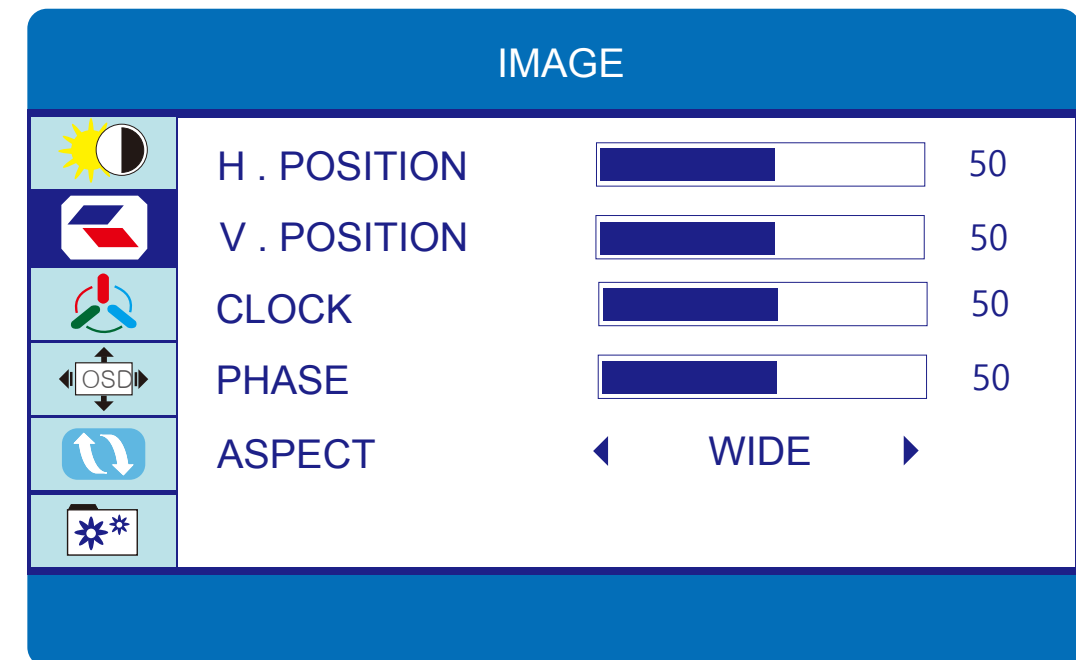 IMAGE
H . POSITION 50
V . POSITION 50
CLOCK 50
PHASE 50
OSD
ASPECT WIDE